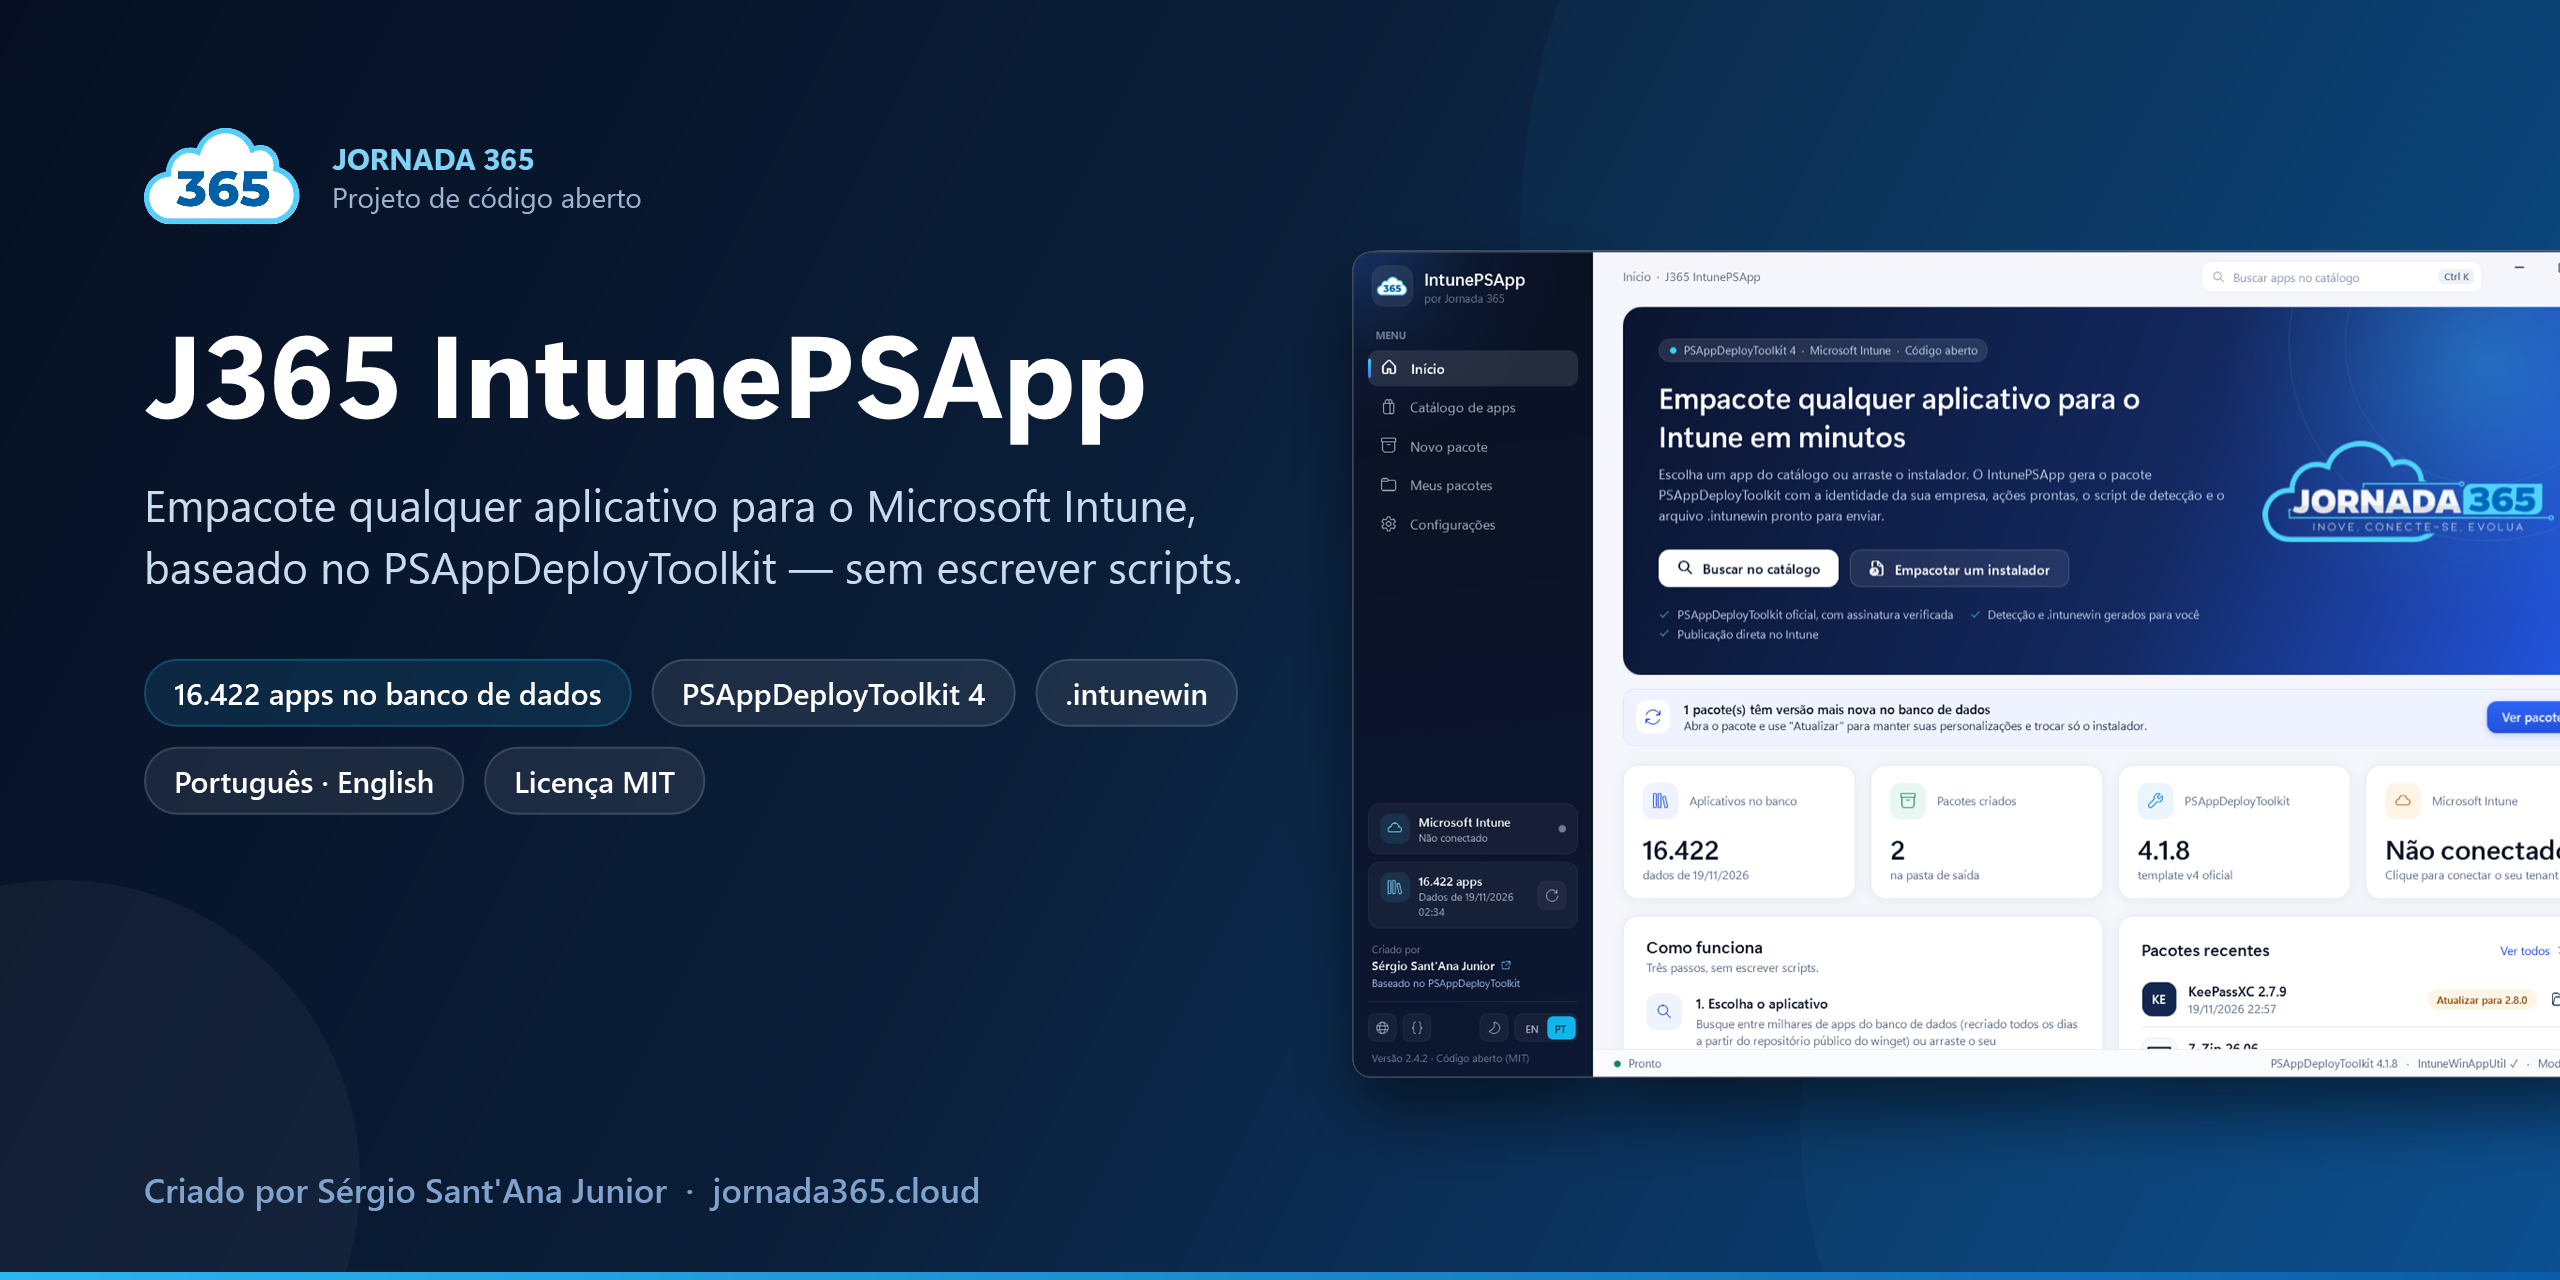 365
JORNADA 365
Projeto de código aberto
J365 IntunePSApp
Empacote qualquer aplicativo para o Microsoft Intune,
baseado no PSAppDeployToolkit — sem escrever scripts.
16.422 apps no banco de dados
PSAppDeployToolkit 4
.intunewin
Português · English
Licença MIT
Criado por Sérgio Sant'Ana Junior · jornada365.cloud
365
IntunePSApp
por Jornada 365
MENU
Início
Catálogo de apps
Novo pacote
Meus pacotes
Configurações
Microsoft Intune
Não conectado
16.422 apps
Dados de 19/11/2026
02:34
Criado por
Sérgio Sant'Ana Junior
Baseado no PSAppDeployToolkit
EN PT
Versão 2.4.2 · Código aberto (MIT)
Início · J365 IntunePSApp
Buscar apps no catálogo Ctrl K
PSAppDeployToolkit 4 · Microsoft Intune · Código aberto
Empacote qualquer aplicativo para o
Intune em minutos
Escolha um app do catálogo ou arraste o instalador. O IntunePSApp gera o pacote
PSAppDeployToolkit com a identidade da sua empresa, ações prontas, o script de detecção e o
arquivo .intunewin pronto para enviar.
Buscar no catálogo
Empacotar um instalador
✓ PSAppDeployToolkit oficial, com assinatura verificada ✓ Detecção e .intunewin gerados para você
✓ Publicação direta no Intune
JORNADA 365
INOVE. CONECTE-SE. EVOLUA
1 pacote(s) têm versão mais nova no banco de dados
Abra o pacote e use "Atualizar" para manter suas personalizações e trocar só o instalador.
Ver pacote
Aplicativos no banco
16.422
dados de 19/11/2026
Pacotes criados
2
na pasta de saída
PSAppDeployToolkit
4.1.8
template v4 oficial
Microsoft Intune
Não conectado
Clique para conectar o seu tenant
Como funciona
Três passos, sem escrever scripts.
1. Escolha o aplicativo
Busque entre milhares de apps do banco de dados (recriado todos os dias
a partir do repositório público do winget) ou arraste o seu
Pacotes recentes
Ver todos
KE
KeePassXC 2.7.9
19/11/2026 22:57
Atualizar para 2.8.0
7-Zip 26.06
Pronto
PSAppDeployToolkit 4.1.8 · IntuneWinAppUtil ✓ · Mod